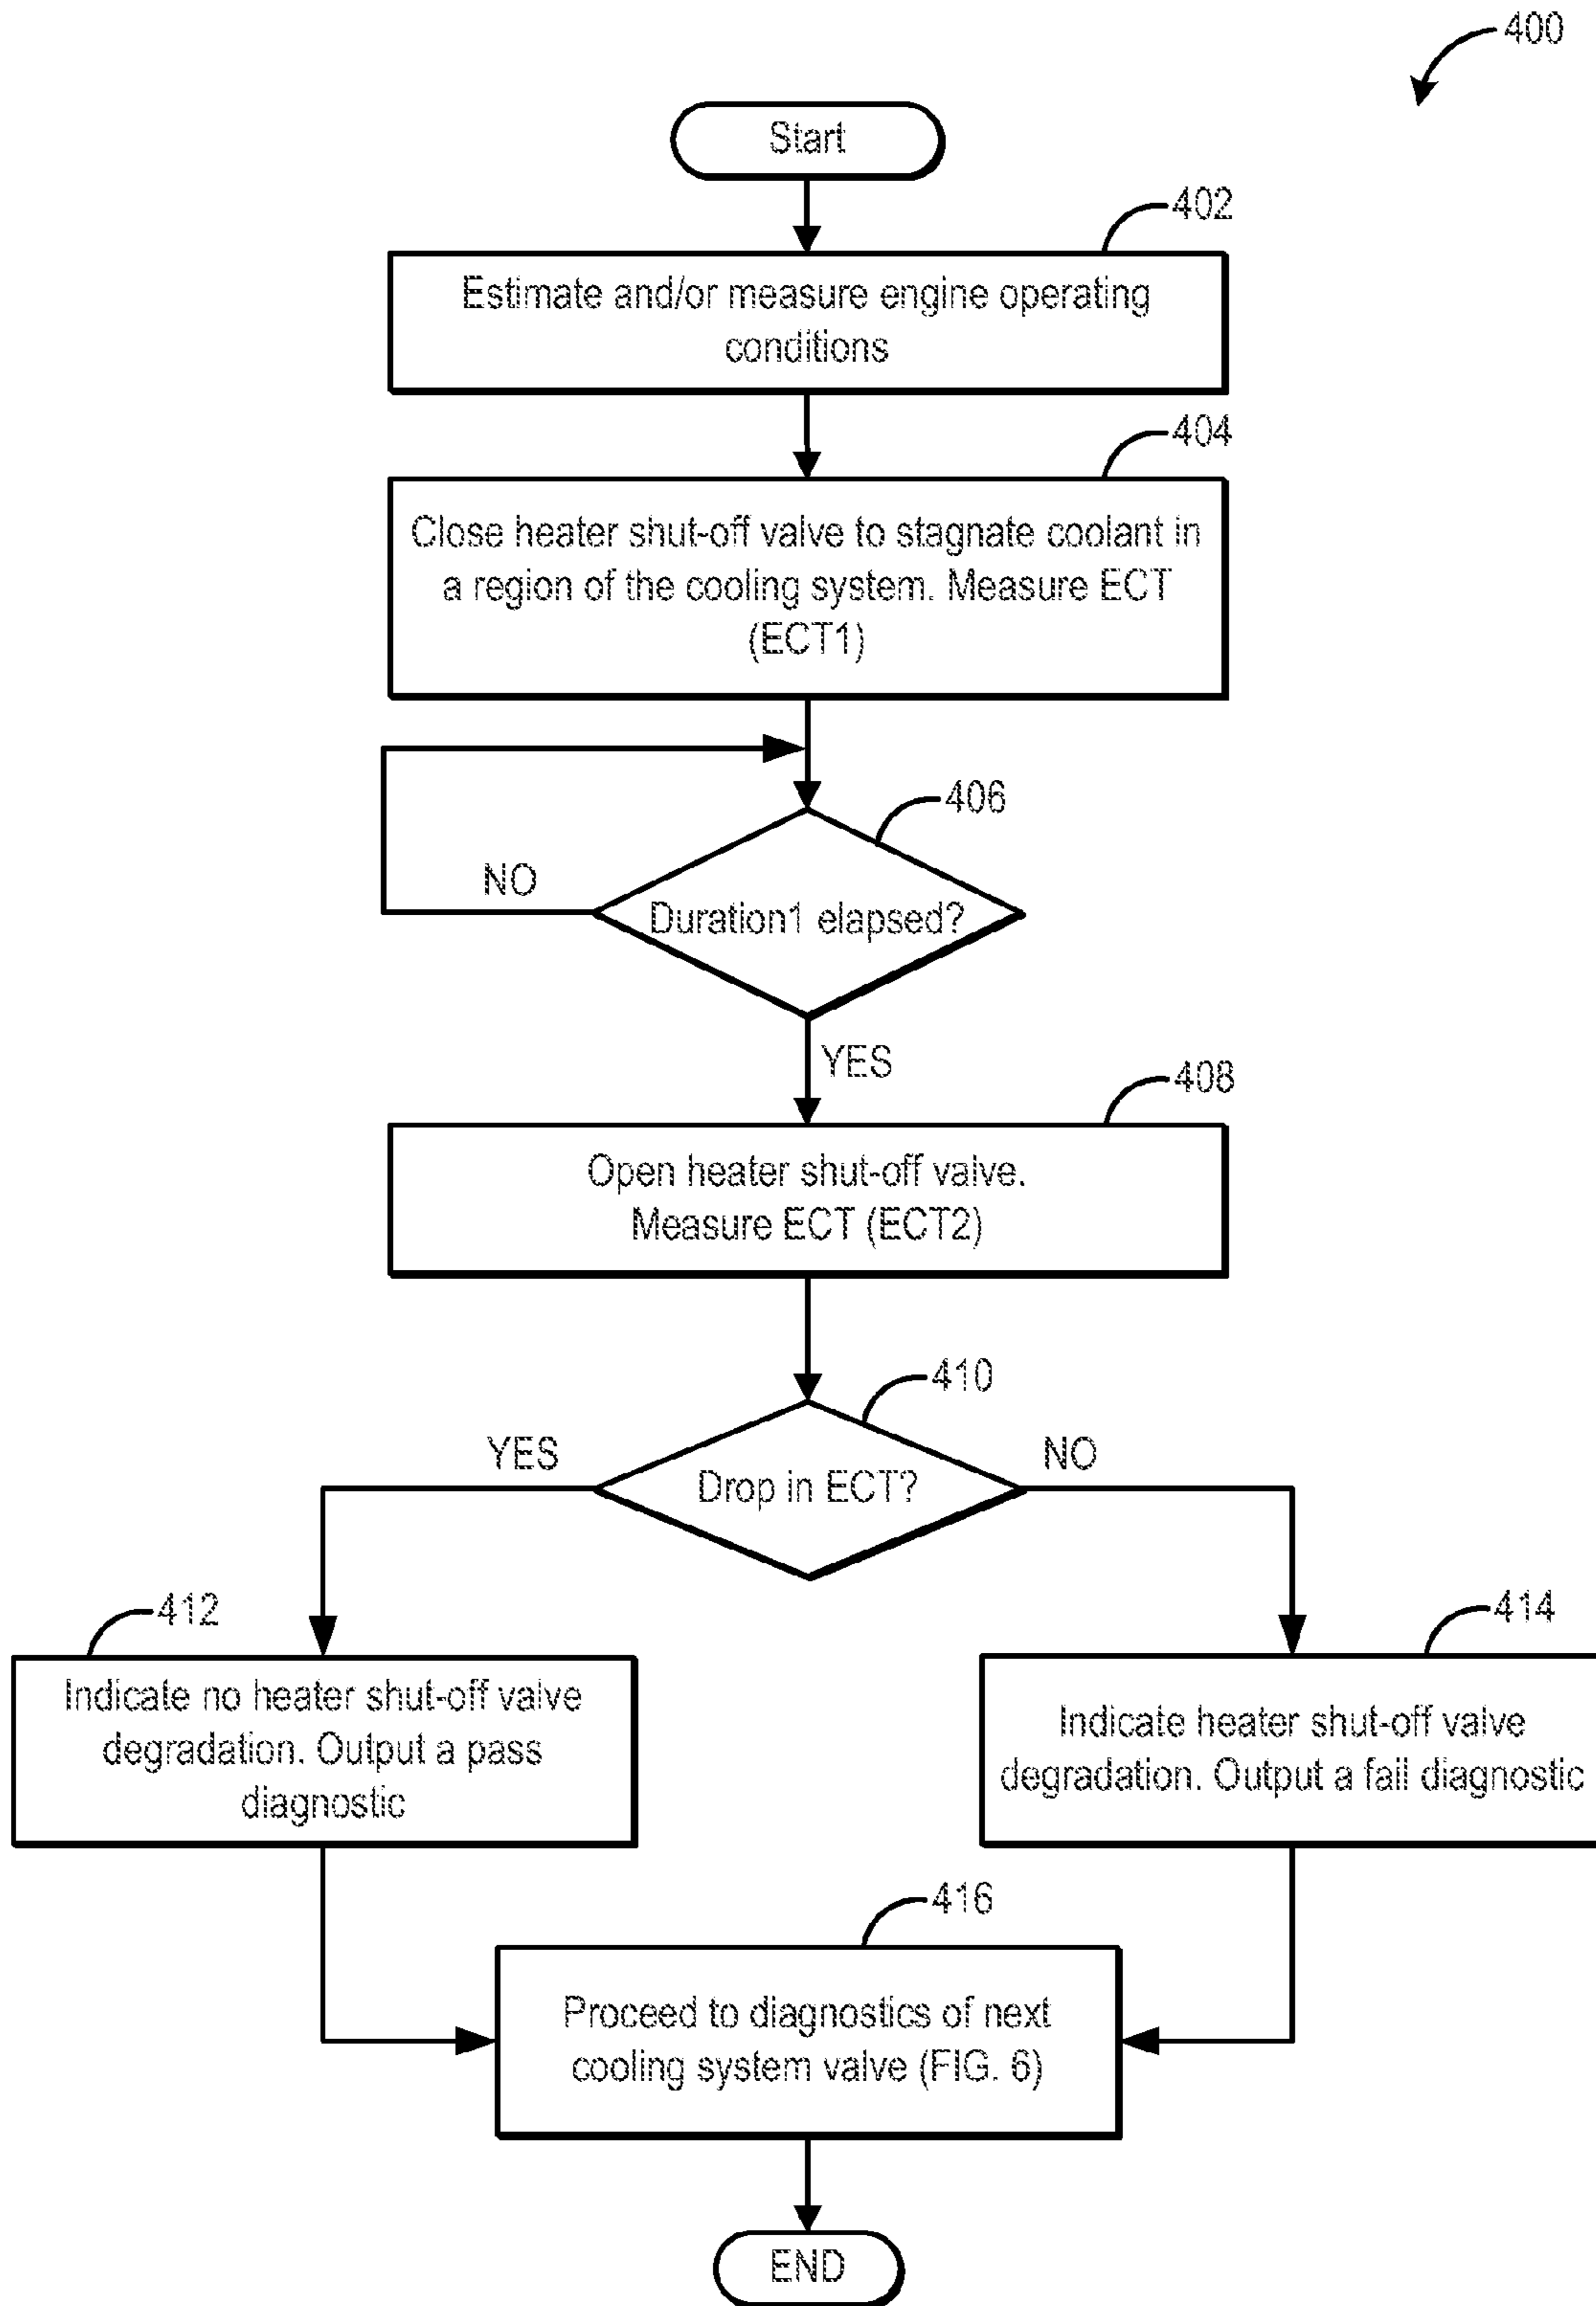 400
Start
402
Estimate and/or measure engine operating
conditions
404
Close heater shut-off valve to stagnate coolant in
a region of the cooling system. Measure ECT
(ECT1)
406
NO
Duration1 elapsed?
YES
408
Open heater shut-off valve.
Measure ECT (ECT2)
410
YES
NO
Drop in ECT?
412
Indicate no heater shut-off valve
degradation. Output a pass
diagnostic
414
Indicate heater shut-off valve
degradation. Output a fail diagnostic
416
Proceed to diagnostics of next
cooling system valve (FIG. 6)
END